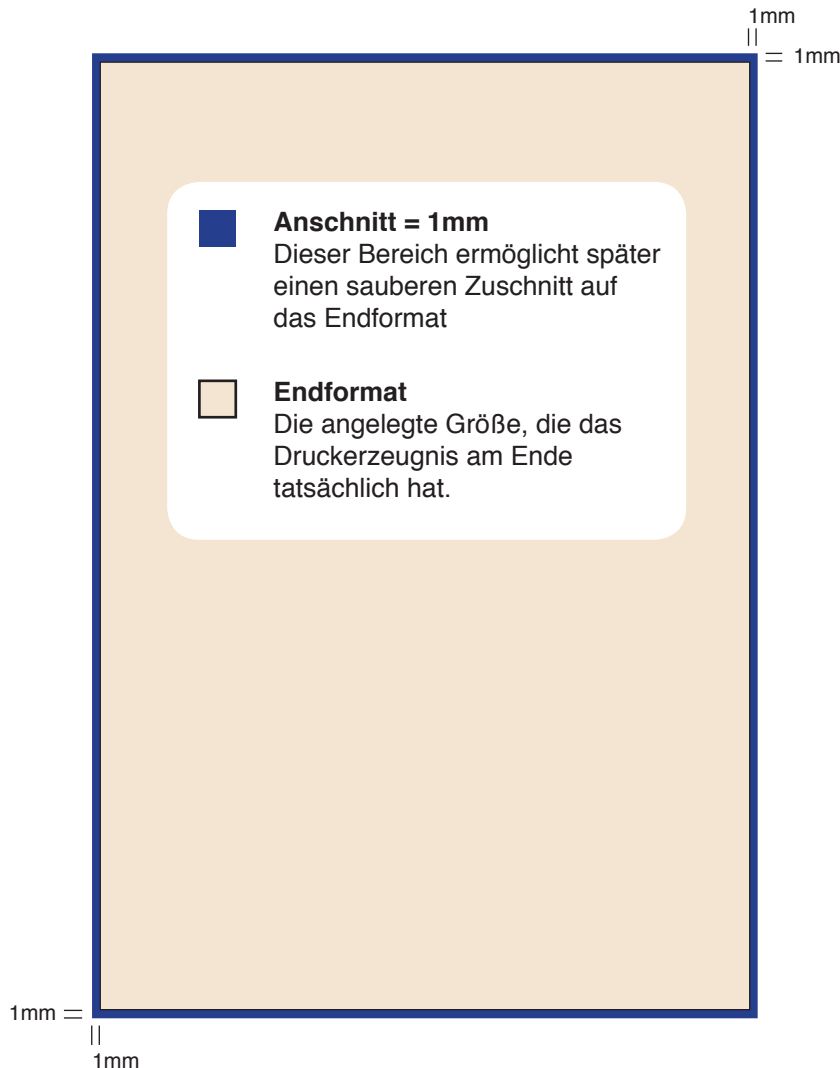 1mm
1mm
Anschnitt = 1mm
Dieser Bereich ermöglicht später
einen sauberen Zuschnitt auf
das Endformat
Endformat
Die angelegte Größe, die das
Druckerzeugnis am Ende
tatsächlich hat.
1mm
1mm